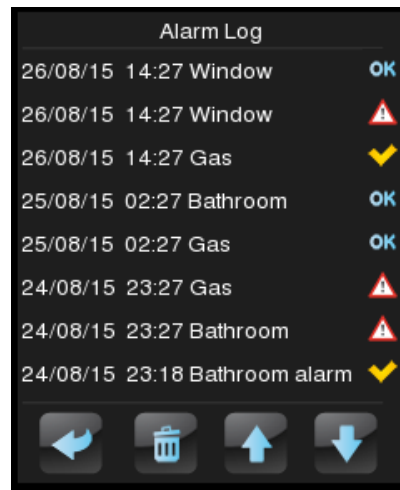 Alarm Log
26/08/15 14:27 Window OK
26/08/15 14:27 Window
26/08/15 14:27 Gas
25/08/15 02:27 Bathroom OK
25/08/15 02:27 Gas OK
24/08/15 23:27 Gas
24/08/15 23:27 Bathroom
24/08/15 23:18 Bathroom alarm